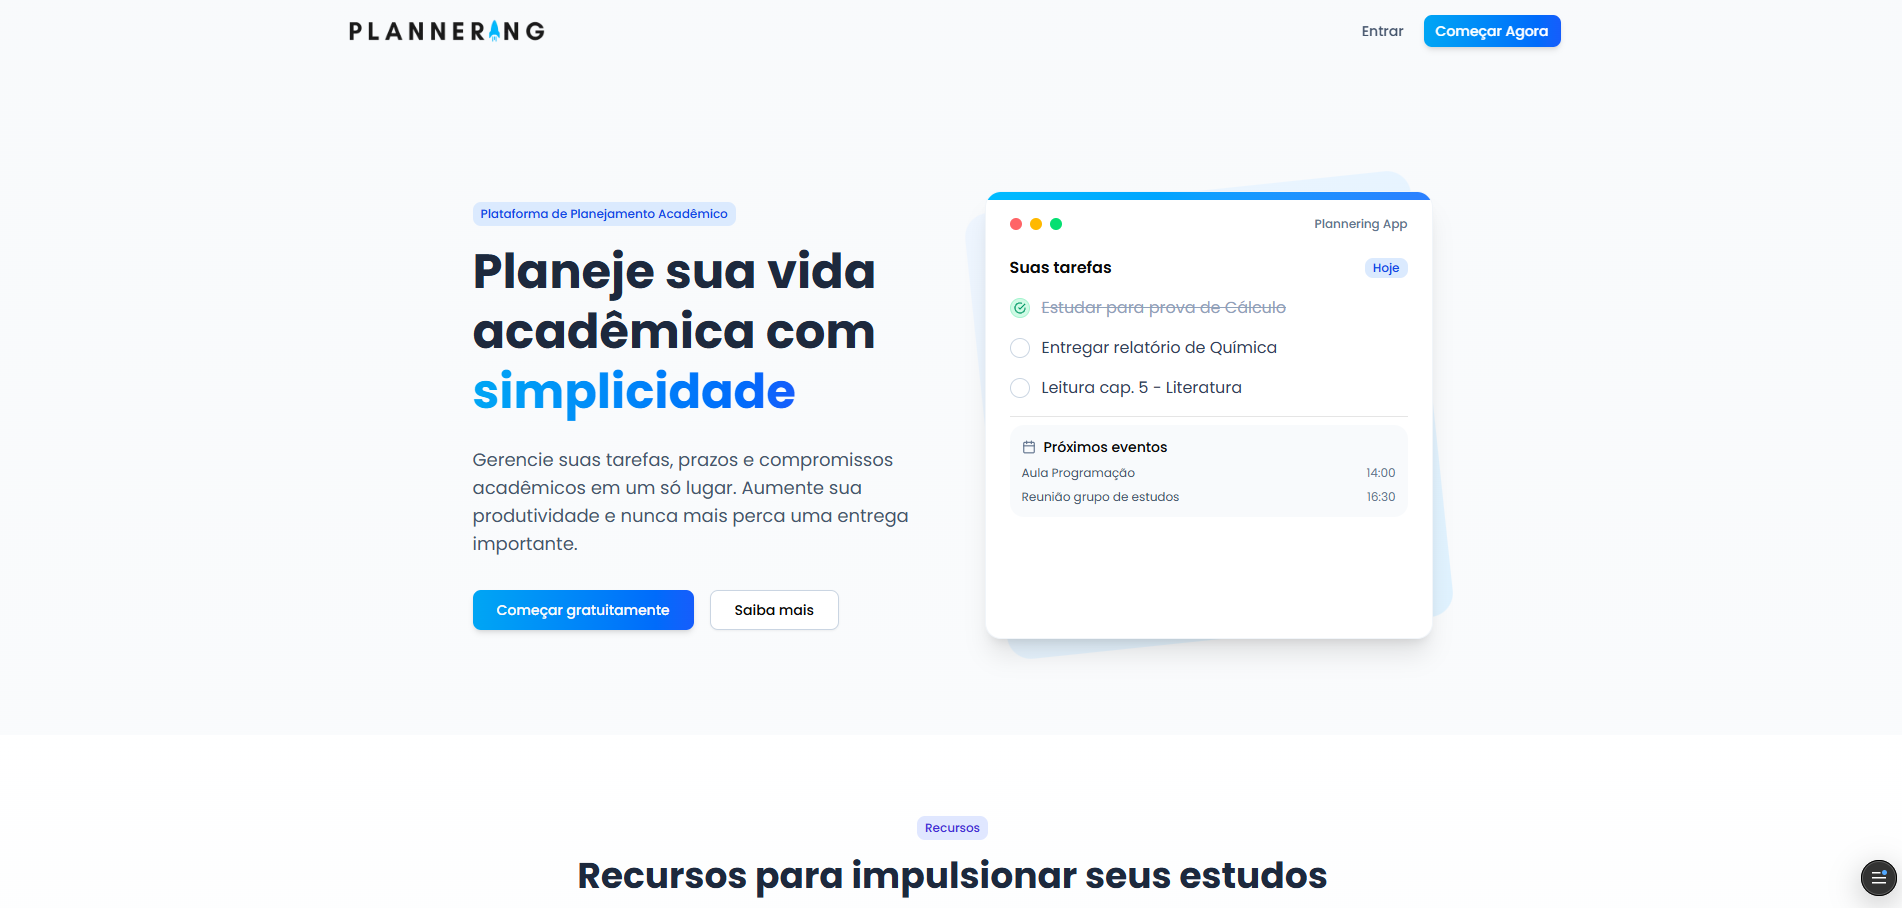 PLANNERING
Entrar
Começar Agora
Plataforma de Planejamento Acadêmico
Planeje sua vida
acadêmica com
simplicidade
Gerencie suas tarefas, prazos e compromissos
acadêmicos em um só lugar. Aumente sua
produtividade e nunca mais perca uma entrega
importante.
Começar gratuitamente
Saiba mais
Plannering App
Suas tarefas
Hoje
Estudar para prova de Cálculo
Entregar relatório de Química
Leitura cap. 5 - Literatura
Próximos eventos
Aula Programação 14:00
Reunião grupo de estudos 16:30
Recursos
Recursos para impulsionar seus estudos